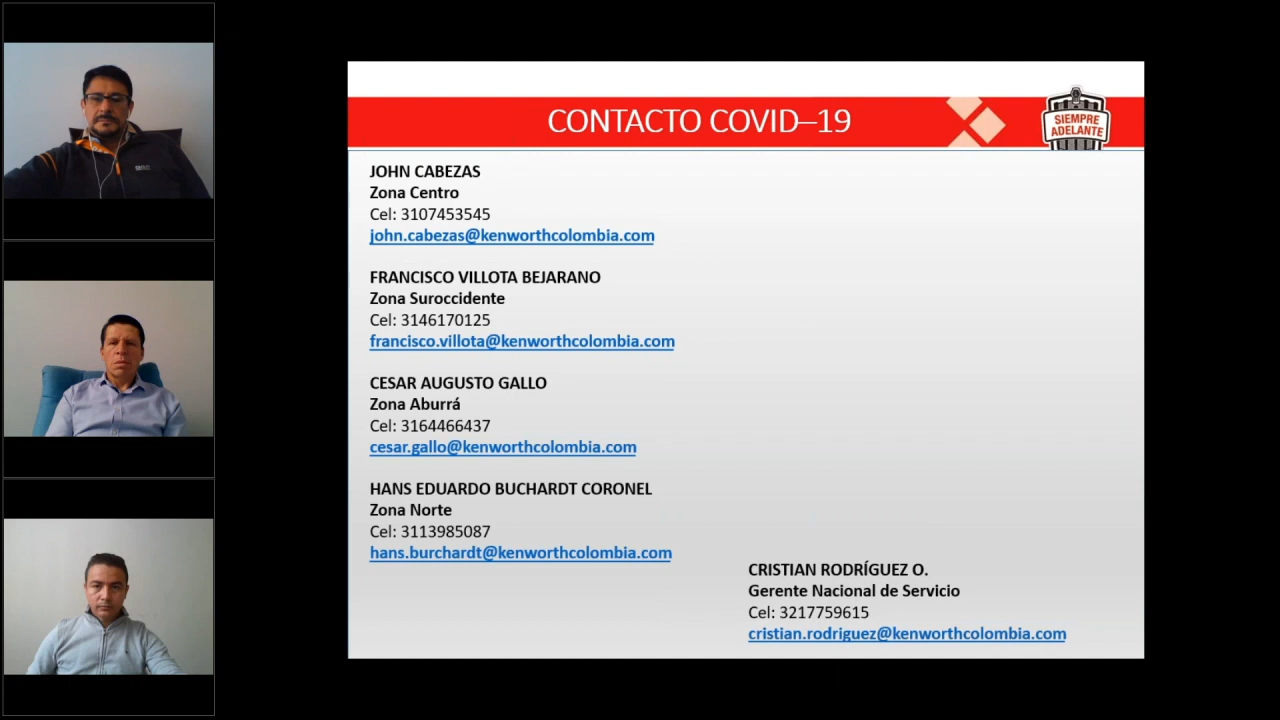 CONTACTO COVID–19
SIEMPRE
ADELANTE
JOHN CABEZAS
Zona Centro
Cel: 3107453545
john.cabezas@kenworthcolombia.com
FRANCISCO VILLOTA BEJARANO
Zona Suroccidente
Cel: 3146170125
francisco.villota@kenworthcolombia.com
CESAR AUGUSTO GALLO
Zona Aburrá
Cel: 3164466437
cesar.gallo@kenworthcolombia.com
HANS EDUARDO BUCHARDT CORONEL
Zona Norte
Cel: 3113985087
hans.burchardt@kenworthcolombia.com
CRISTIAN RODRÍGUEZ O.
Gerente Nacional de Servicio
Cel: 3217759615
cristian.rodriguez@kenworthcolombia.com